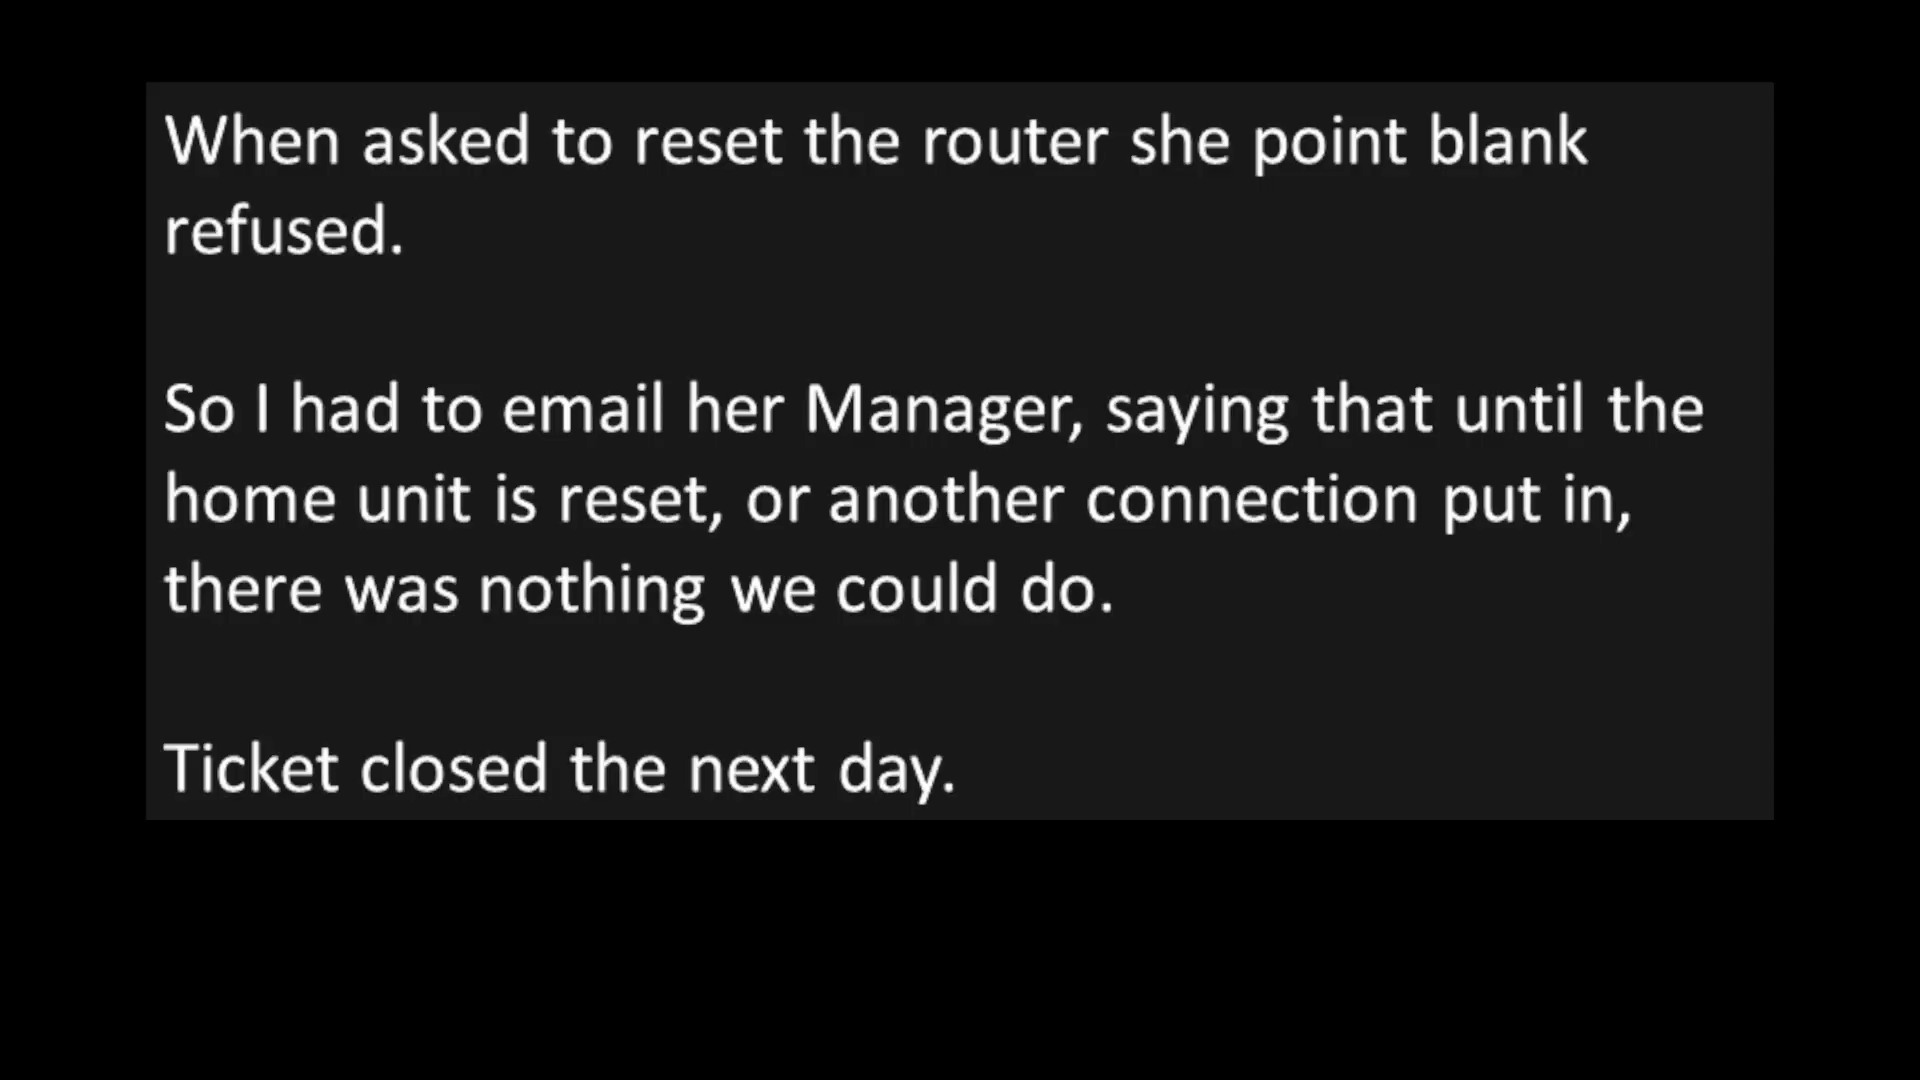 When asked to reset the router she point blank
refused.
So I had to email her Manager, saying that until the
home unit is reset, or another connection put in,
there was nothing we could do.
Ticket closed the next day.